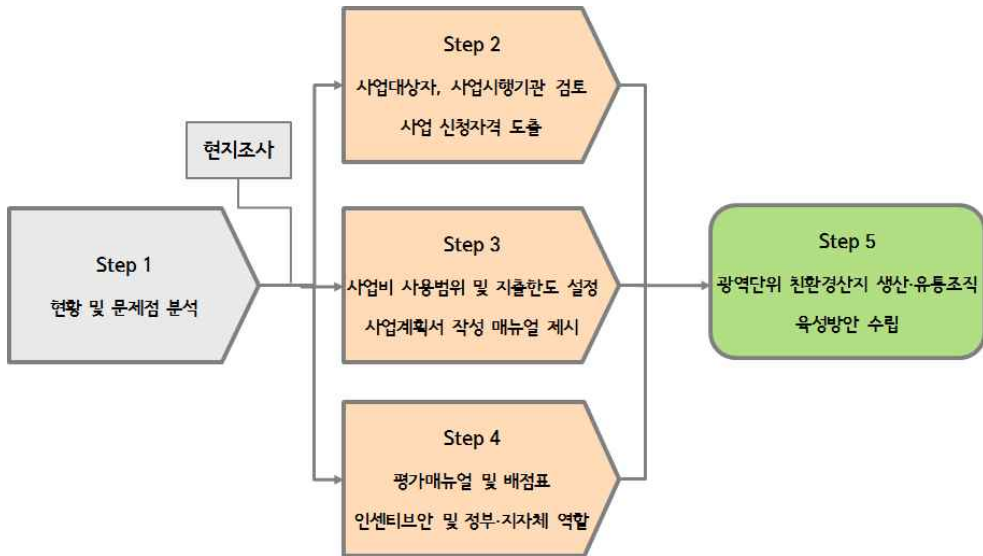 Step 1
현황 및 문제점 분석
현지조사
Step 2
사업대상자, 사업시행기관 검토
사업 신청자격 도출
Step 3
사업비 사용범위 및 지출한도 설정
사업계획서 작성 매뉴얼 제시
Step 4
평가매뉴얼 및 배점표
인센티브안 및 정부·지자체 역할
Step 5
광역단위 친환경산지 생산·유통조직
육성방안 수립